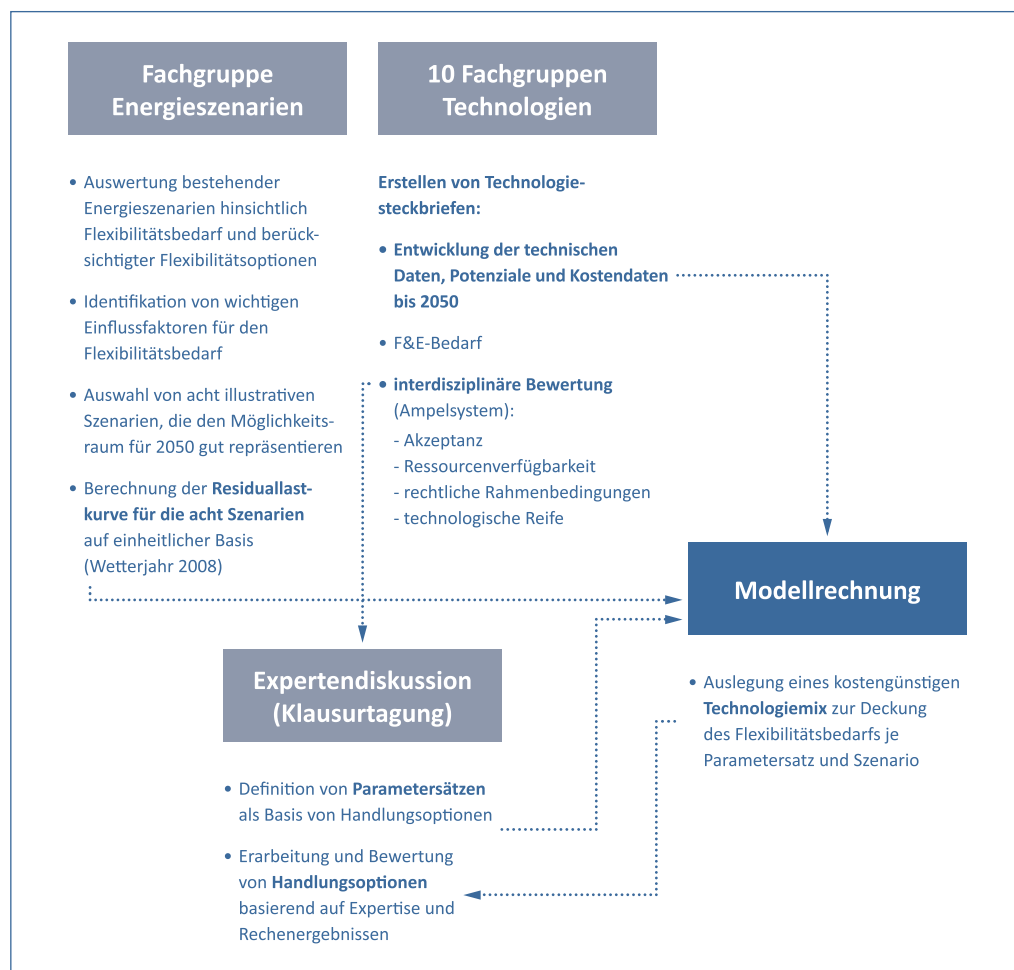 Fachgruppe
Energieszenarien
• Auswertung bestehender
Energieszenarien hinsichtlich
Flexibilitätsbedarf und berück-
sichtigter Flexibilitätsoptionen
• Identifikation von wichtigen
Einflussfaktoren für den
Flexibilitätsbedarf
• Auswahl von acht illustrativen
Szenarien, die den Möglichkeits-
raum für 2050 gut repräsentieren
• Berechnung der Residuallast-
kurve für die acht Szenarien
auf einheitlicher Basis
(Wetterjahr 2008)
10 Fachgruppen
Technologien
Erstellen von Technologie-
steckbriefen:
• Entwicklung der technischen
Daten, Potenziale und Kostendaten
bis 2050
• F&E-Bedarf
• interdisziplinäre Bewertung
(Ampelsystem):
- Akzeptanz
- Ressourcenverfügbarkeit
- rechtliche Rahmenbedingungen
- technologische Reife
Modellrechnung
• Auslegung eines kostengünstigen
Technologiemix zur Deckung
des Flexibilitätsbedarfs je
Parametersatz und Szenario
Expertendiskussion
(Klausurtagung)
• Definition von Parametersätzen
als Basis von Handlungsoptionen
• Erarbeitung und Bewertung
von Handlungsoptionen
basierend auf Expertise und
Rechenergebnissen